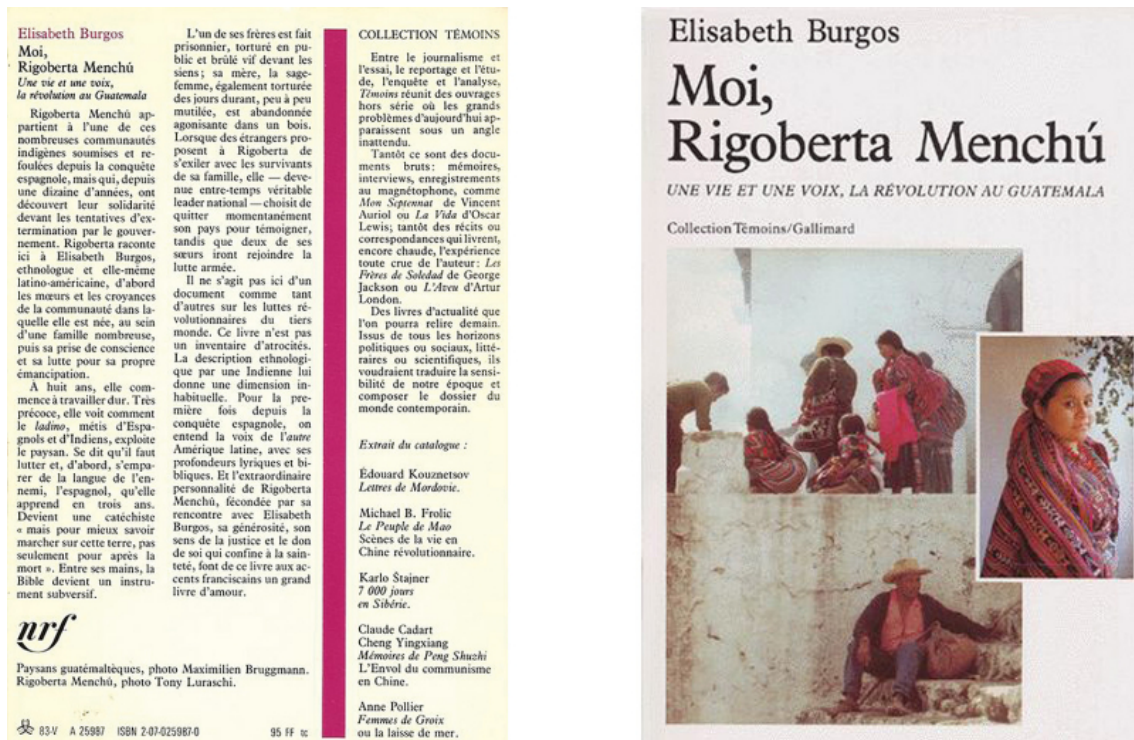 Elisabeth Burgos
Moi,
Rigoberta Menchú
Une vie et une voix,
la révolution au Guatemala
Rigoberta Menchú ap-
partient à l'une de ces
nombreuses communautés
indigènes soumises et re-
foulées depuis la conquête
espagnole, mais qui, depuis
une dizaine d'années, ont
découvert leur solidarité
devant les tentatives d'ex-
termination par le gouver-
nement. Rigoberta raconte
ici à Elisabeth Burgos,
ethnologue et elle-même
latino-américaine, d'abord
les mœurs et les croyances
de la communauté dans la-
quelle elle est née, au sein
d'une famille nombreuse,
puis sa prise de conscience
et sa lutte pour sa propre
émancipation.
A huit ans, elle com-
mence à travailler dur. Très
précoce, elle voit comment
le ladino, métis d'Espa-
gnols et d'Indiens, exploite
le paysan. Se dit qu'il faut
lutter et, d'abord, s'empa-
rer de la langue de l'en-
nemi, l'espagnol, qu'elle
apprend en trois ans.
Devient une catéchiste
« mais pour mieux savoir
marcher sur cette terre, pas
seulement pour après la
mort ». Entre ses mains, la
Bible devient un instru-
ment subversif.
L'un de ses frères est fait
prisonnier, torturé en pu-
blic et brûlé vif devant les
siens ; sa mère, la sage-
femme, également torturée
des jours durant, peu à peu
mutilée, est abandonnée
agonisante dans un bois.
Lorsque des étrangers pro-
posent à Rigoberta de
s'exiler avec les survivants
de sa famille, elle — deve-
nue entre-temps véritable
leader national — choisit de
quitter momentanément
son pays pour témoigner,
tandis que deux de ses
sœurs iront rejoindre la
lutte armée.
Il ne s'agit pas ici d'un
document comme tant
d'autres sur les luttes ré-
volutionnaires du tiers
monde. Ce livre n'est pas
un inventaire d'atrocités.
La description ethnologi-
que par une Indienne lui
donne une dimension in-
habituelle. Pour la pre-
mière fois depuis la
conquête espagnole, on
entend la voix de l'autre
Amérique latine, avec ses
profondeurs lyriques et bi-
bliques. Et l'extraordinaire
personnalité de Rigoberta
Menchú, fécondée par sa
rencontre avec Elisabeth
Burgos, sa générosité, son
sens de la justice et le don
de soi qui confine à la sain-
teté, font de ce livre aux ac-
cents franciscains un grand
livre d'amour.
nrf
Paysans guatémaltèques, photo Maximilien Bruggmann.
Rigoberta Menchú, photo Tony Luraschi.
83-V A 25987 ISBN 2-07-025987-0 95 FF tc
COLLECTION TÉMOINS
Entre le journalisme et
l'essai, le reportage et l'étu-
de, l'enquête et l'analyse,
Témoins réunit des ouvrages
hors série où les grands
problèmes d'aujourd'hui ap-
paraissent sous un angle
inattendu.
Tantôt ce sont des docu-
ments bruts : mémoires,
interviews, enregistrements
au magnétophone, comme
Mon Septennat de Vincent
Auriol ou La Vida d'Oscar
Lewis; tantôt des récits ou
correspondances qui livrent,
encore chaude, l'expérience
toute crue de l'auteur : Les
Frères de Soledad de George
Jackson ou L'Aveu d'Artur
London.
Des livres d'actualité que
l'on pourra relire demain.
Issus de tous les horizons
politiques ou sociaux, litté-
raires ou scientifiques, ils
voudraient traduire la sensi-
bilité de notre époque et
composer le dossier du
monde contemporain.
Extrait du catalogue :
Édouard Kouznetsov
Lettres de Mordovie.
Michael B. Frolic
Le Peuple de Mao
Scènes de la vie en
Chine révolutionnaire.
Karlo Štajner
7 000 jours
en Sibérie.
Claude Cadart
Cheng Yingxiang
Mémoires de Peng Shuzhi
L'Envol du communisme
en Chine.
Anne Pollier
Femmes de Groix
ou la laisse de mer.
Elisabeth Burgos
Moi,
Rigoberta Menchú
UNE VIE ET UNE VOIX, LA RÉVOLUTION AU GUATEMALA
Collection Témoins/Gallimard